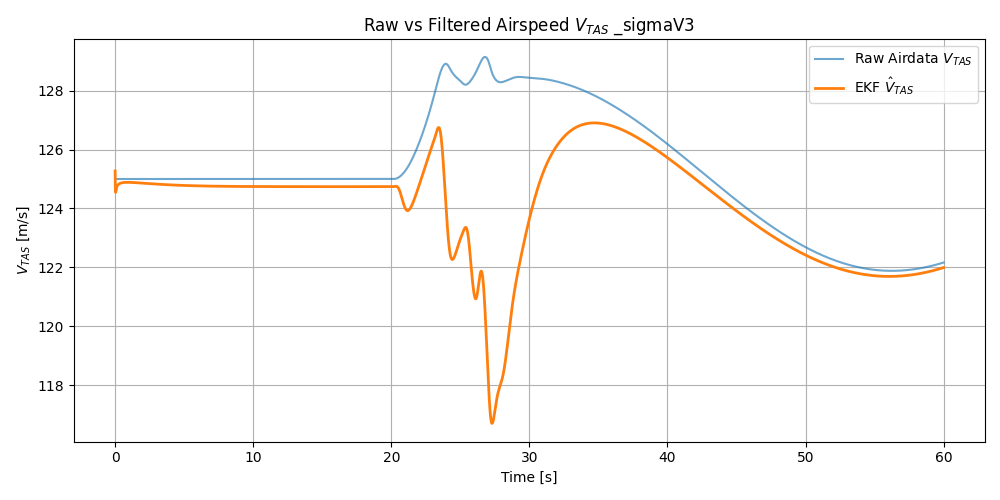 Raw vs Filtered Airspeed V_TAS _sigmaV3
Raw Airdata V_TAS
EKF V̂_TAS
V_TAS [m/s]
128
126
124
122
120
118
0 10 20 30 40 50 60
Time [s]